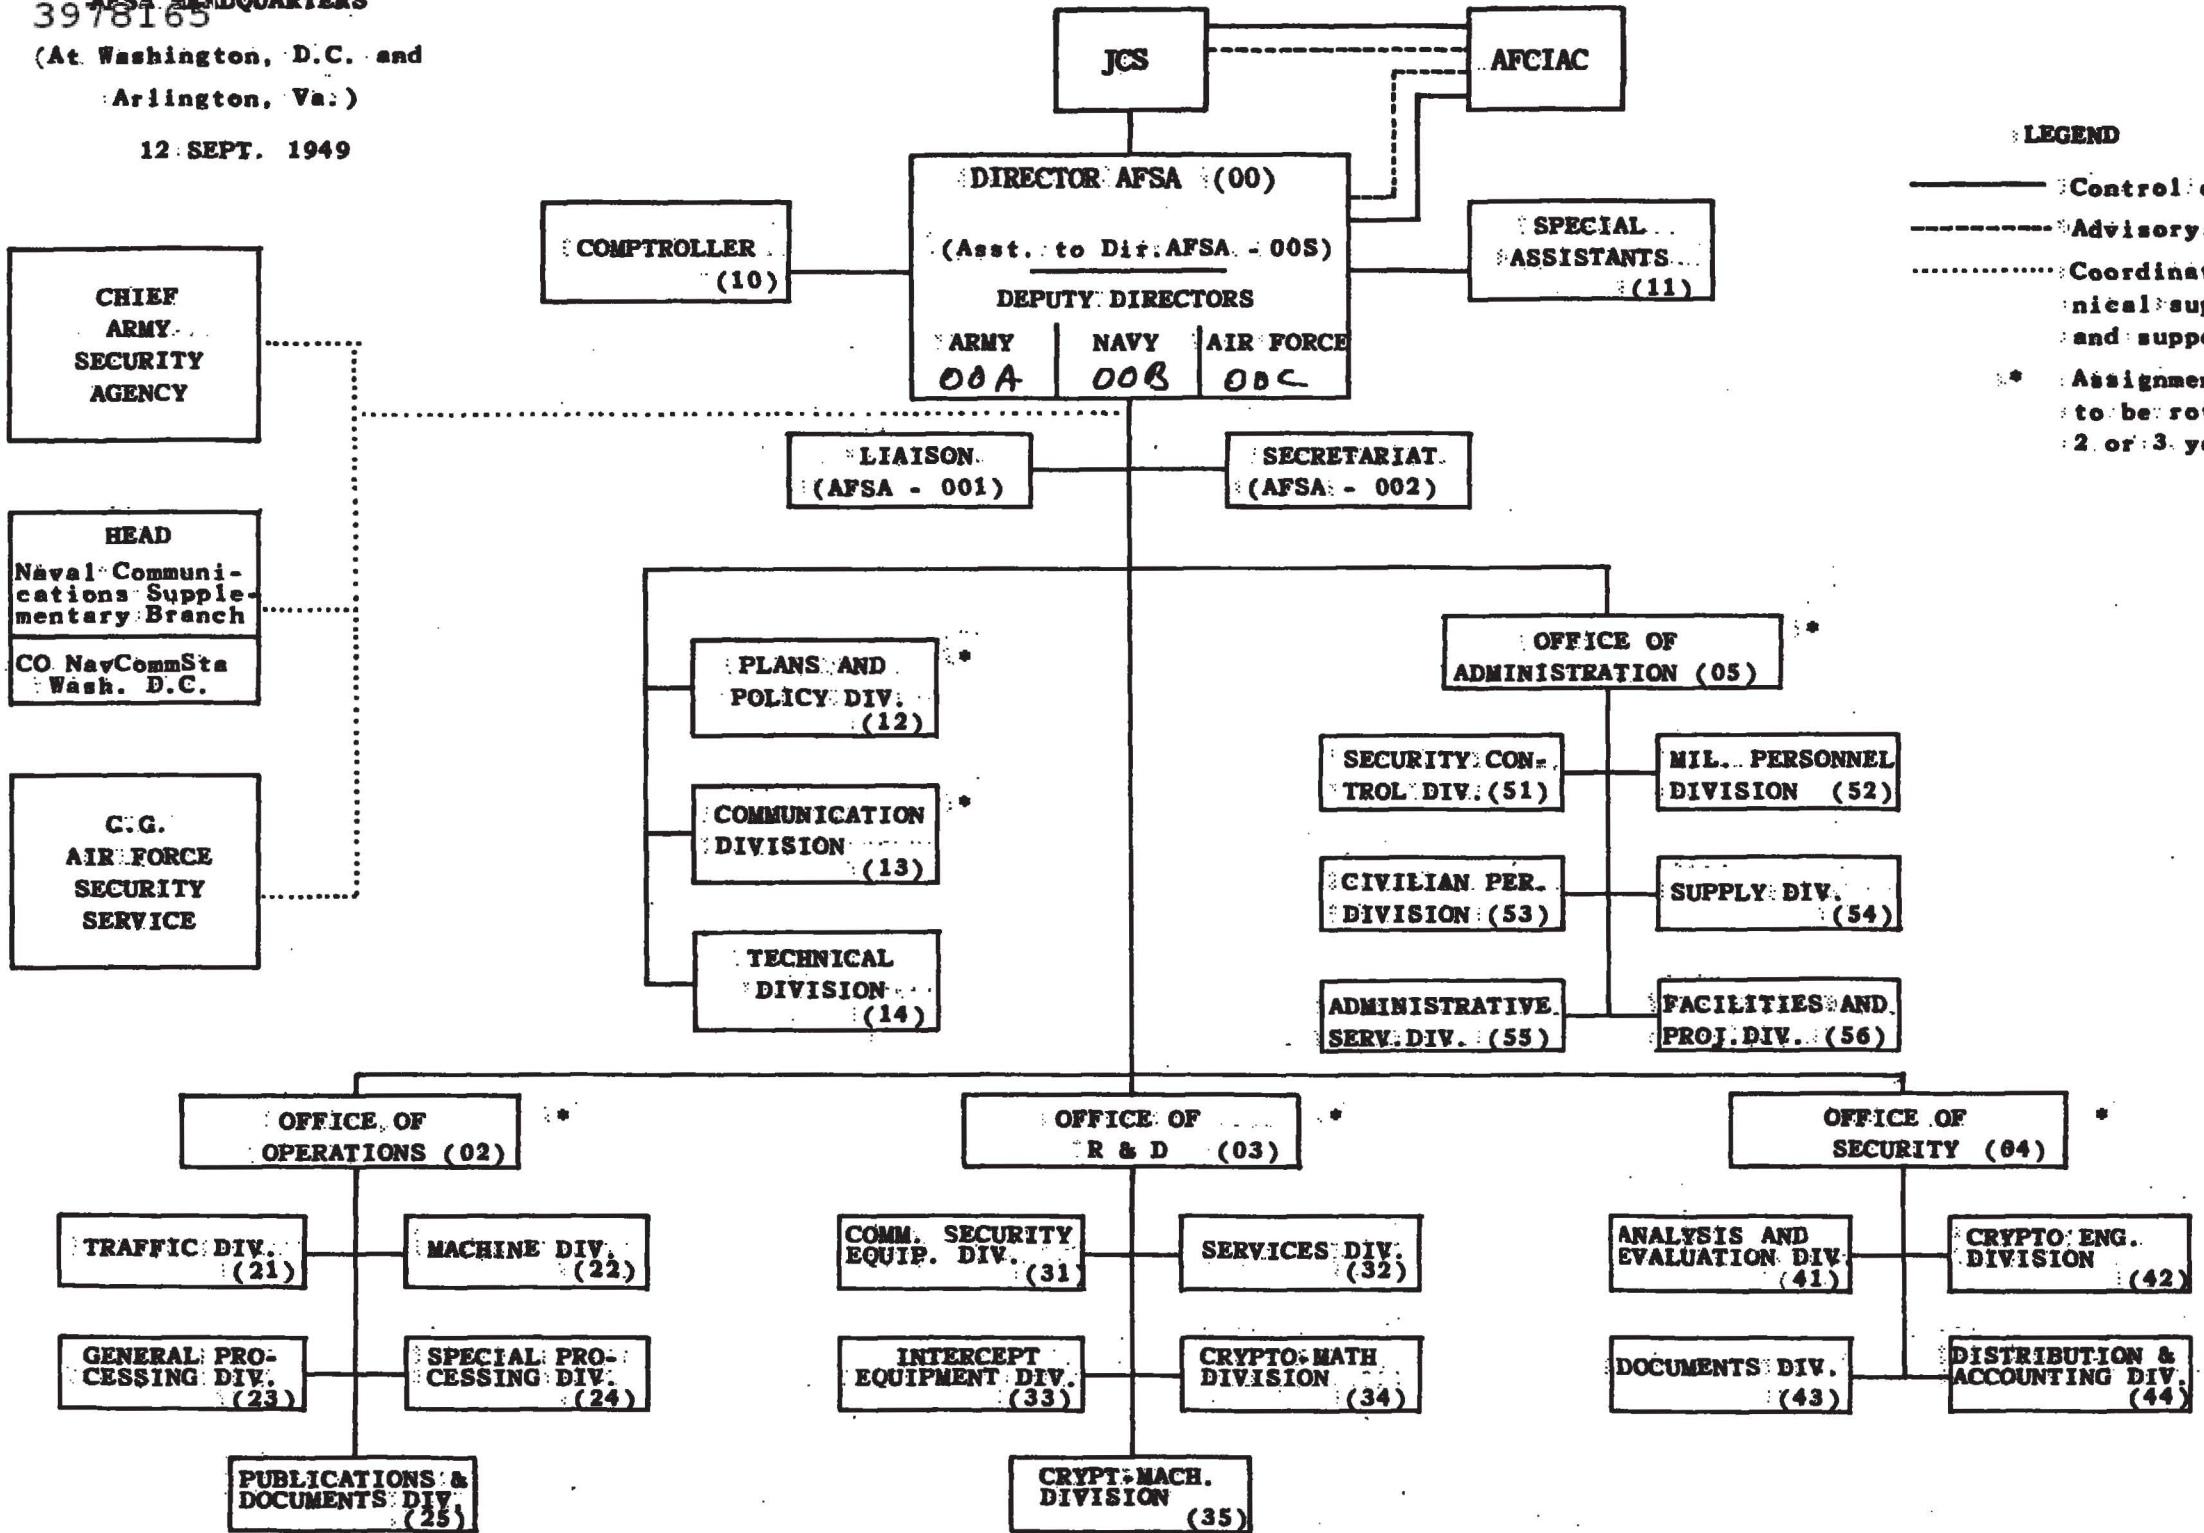 AFSA HEADQUARTERS
3978165
(At Washington, D.C. and
Arlington, Va.)
12 SEPT. 1949
JCS
AFCIAC
LEGEND
Control
Advisory
Coordinat
nical sup
and suppo
* Assignmen
to be rot
2 or 3 ye
DIRECTOR AFSA (00)
(Asst. to Dir. AFSA - 00S)
DEPUTY DIRECTORS
ARMY
NAVY
AIR FORCE
00A
00B
00C
COMPTROLLER
(10)
SPECIAL
ASSISTANTS
(11)
CHIEF
ARMY
SECURITY
AGENCY
HEAD
Naval Communi-
cations Supple-
mentary Branch
CO NavCommSta
Wash. D.C.
C.G.
AIR FORCE
SECURITY
SERVICE
LIAISON
(AFSA - 001)
SECRETARIAT
(AFSA - 002)
PLANS AND *
POLICY DIV.
(12)
COMMUNICATION *
DIVISION
(13)
TECHNICAL
DIVISION
(14)
OFFICE OF *
ADMINISTRATION (05)
SECURITY CON-
TROL DIV. (51)
MIL. PERSONNEL
DIVISION (52)
CIVILIAN PER.
DIVISION (53)
SUPPLY DIV.
(54)
ADMINISTRATIVE
SERV. DIV. (55)
FACILITIES AND
PROJ. DIV. (56)
OFFICE OF *
OPERATIONS (02)
TRAFFIC DIV.
(21)
MACHINE DIV.
(22)
GENERAL PRO-
CESSING DIV.
(23)
SPECIAL PRO-
CESSING DIV.
(24)
PUBLICATIONS &
DOCUMENTS DIV.
(25)
OFFICE OF *
R & D (03)
COMM. SECURITY
EQUIP. DIV.
(31)
SERVICES DIV.
(32)
INTERCEPT
EQUIPMENT DIV.
(33)
CRYPTO-MATH
DIVISION
(34)
CRYPT-MACH.
DIVISION
(35)
OFFICE OF *
SECURITY (04)
ANALYSIS AND
EVALUATION DIV.
(41)
CRYPTO ENG.
DIVISION
(42)
DOCUMENTS DIV.
(43)
DISTRIBUTION &
ACCOUNTING DIV.
(44)